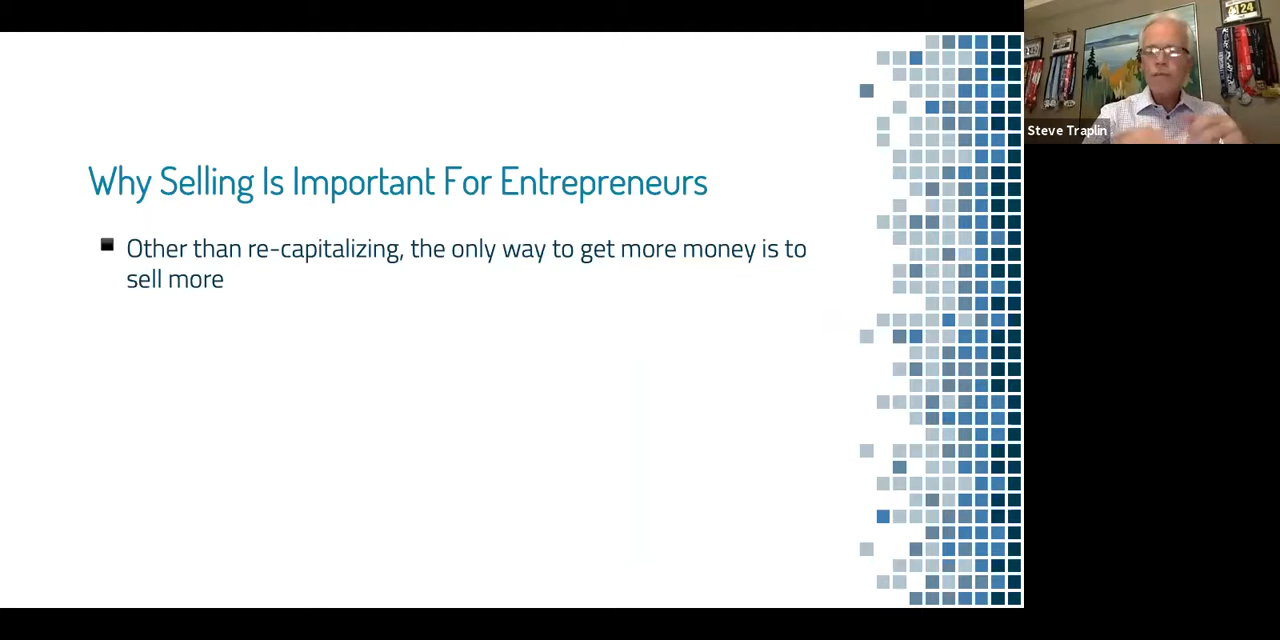 Why Selling Is Important For Entrepreneurs
Other than re-capitalizing, the only way to get more money is to
sell more
Steve Traplin